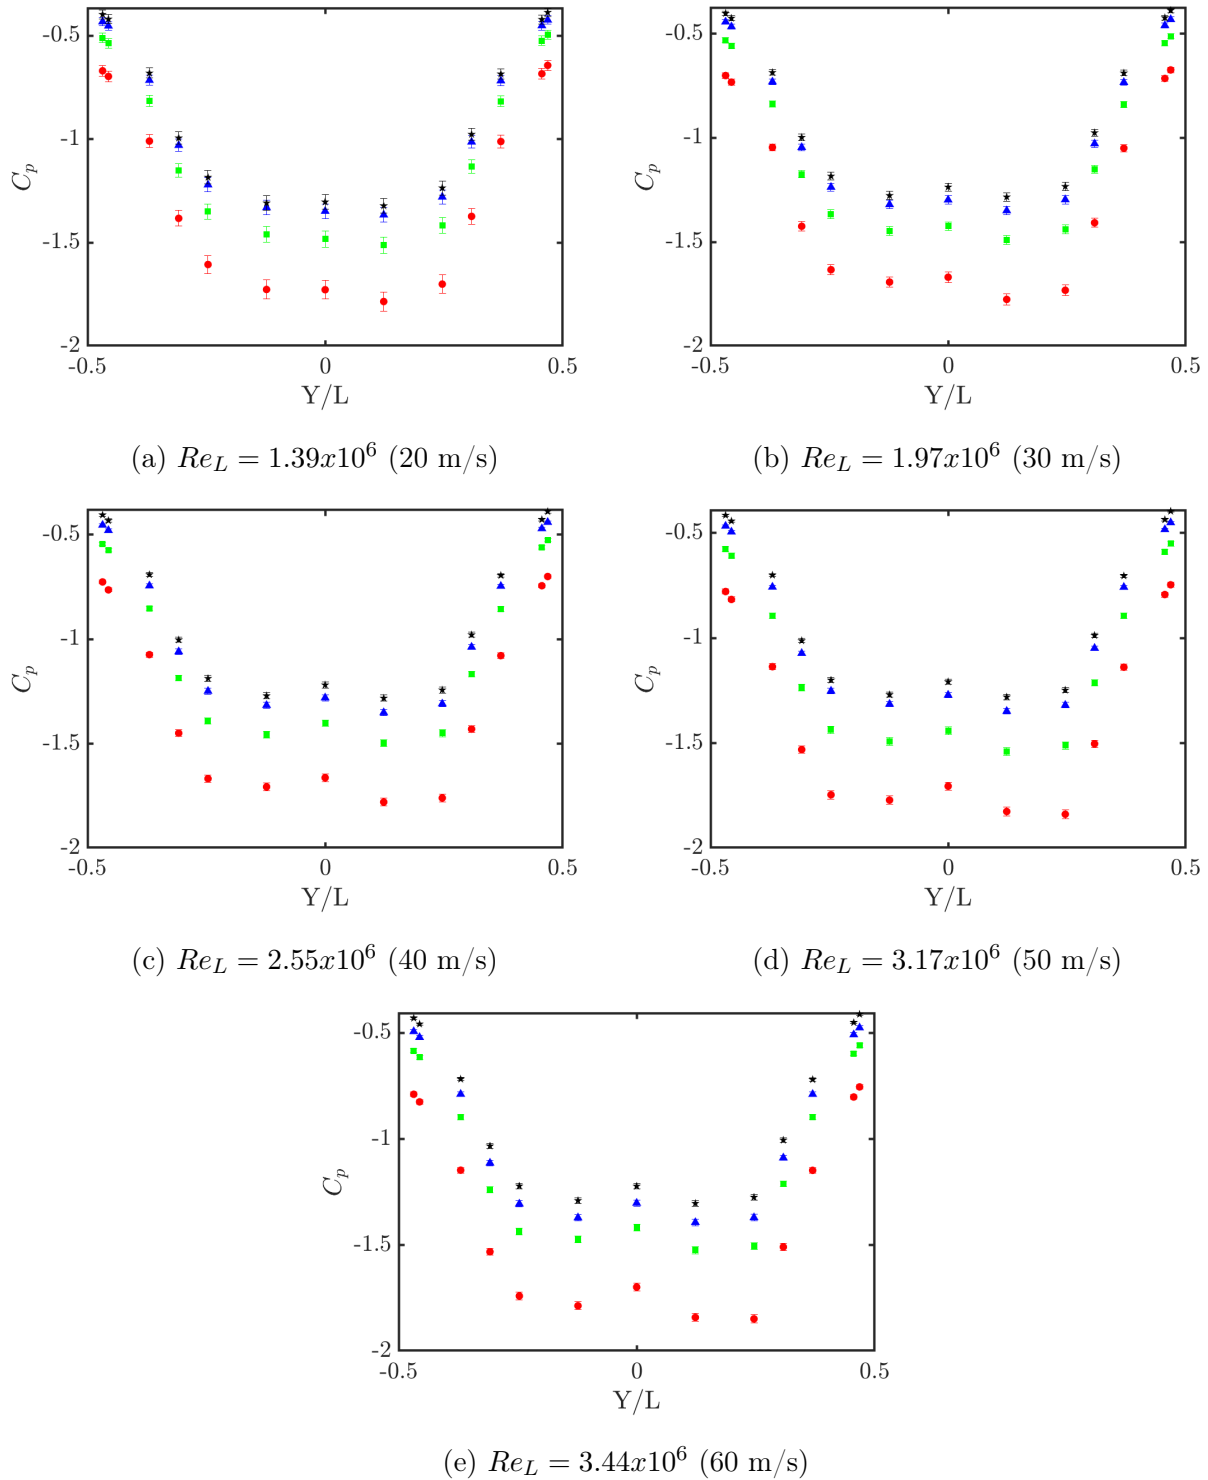 -0.5
-1
-1.5
-2
-0.5 0 0.5
C_p
Y/L
-0.5
-1
-1.5
-2
-0.5 0 0.5
C_p
Y/L
(a) Re_L = 1.39x10^6 (20 m/s)
(b) Re_L = 1.97x10^6 (30 m/s)
-0.5
-1
-1.5
-2
-0.5 0 0.5
C_p
Y/L
-0.5
-1
-1.5
-2
-0.5 0 0.5
C_p
Y/L
(c) Re_L = 2.55x10^6 (40 m/s)
(d) Re_L = 3.17x10^6 (50 m/s)
-0.5
-1
-1.5
-2
-0.5 0 0.5
C_p
Y/L
(e) Re_L = 3.44x10^6 (60 m/s)